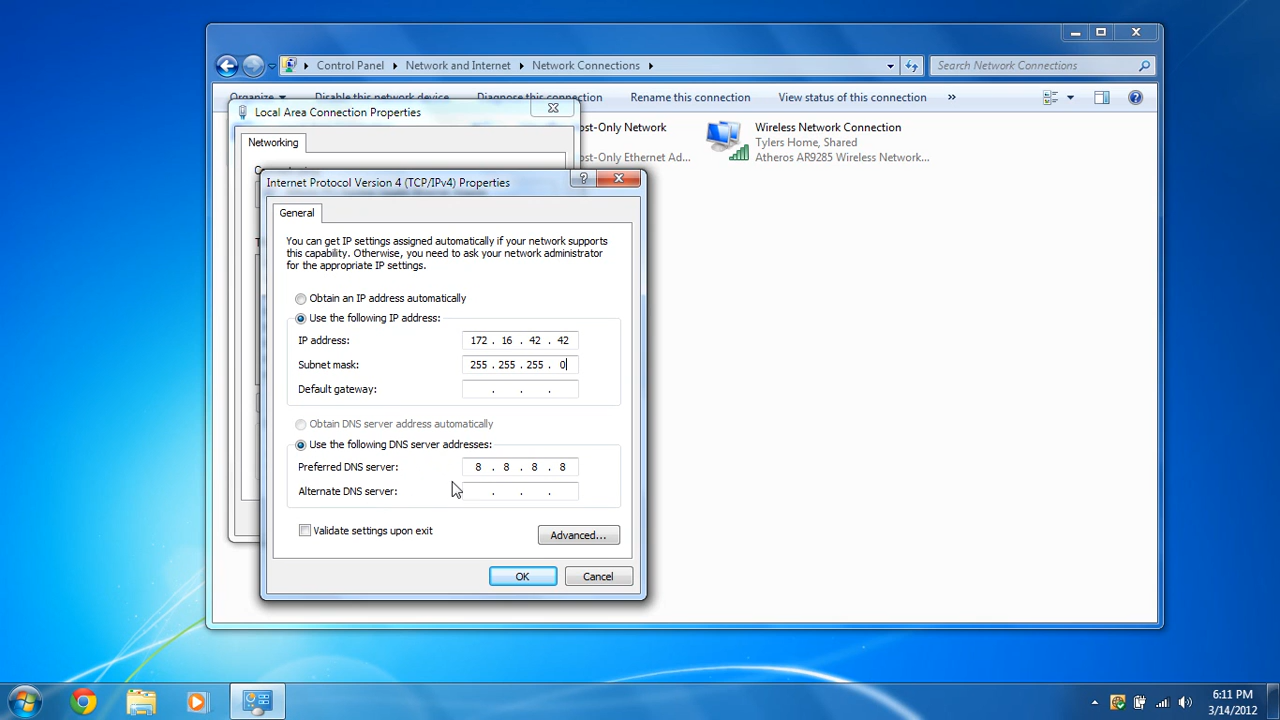 Control Panel
Network and Internet
Network Connections
Search Network Connections
Organize
Disable this network device
Diagnose this connection
Rename this connection
View status of this connection
»
Local Area Connection Properties
ost-Only Network
Wireless Network Connection
Networking
Tylers Home, Shared
ost-Only Ethernet Ad...
Atheros AR9285 Wireless Network...
Internet Protocol Version 4 (TCP/IPv4) Properties
General
You can get IP settings assigned automatically if your network supports
this capability. Otherwise, you need to ask your network administrator
for the appropriate IP settings.
Obtain an IP address automatically
Use the following IP address:
IP address: 172 . 16 . 42 . 42
Subnet mask: 255 . 255 . 255 . 0
Default gateway: . . .
Obtain DNS server address automatically
Use the following DNS server addresses:
Preferred DNS server: 8 . 8 . 8 . 8
Alternate DNS server: . . .
Validate settings upon exit
Advanced...
OK
Cancel
6:11 PM
3/14/2012